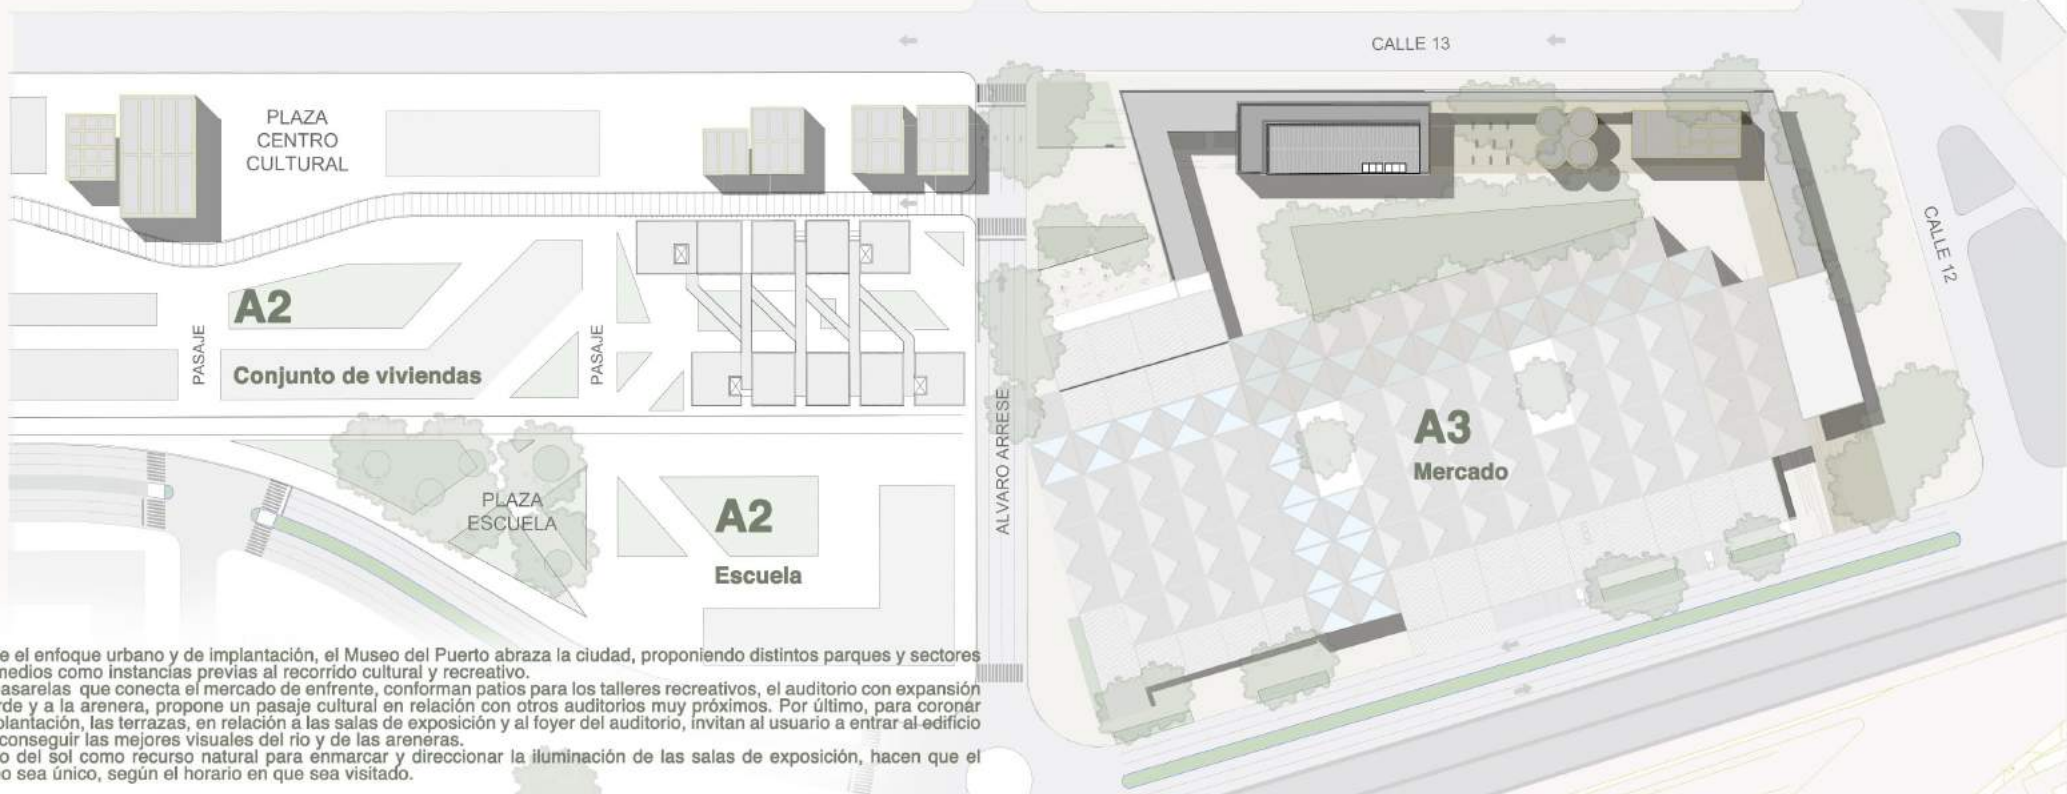 CALLE 13
PLAZA
CENTRO
CULTURAL
CALLE 12
A2
PASAJE
PASAJE
Conjunto de viviendas
ALVARO ARRESE
A3
Mercado
PLAZA
ESCUELA
A2
Escuela
e el enfoque urbano y de implantación, el Museo del Puerto abraza la ciudad, proponiendo distintos parques y sectores
medios como instancias previas al recorrido cultural y recreativo.
asarelas que conecta el mercado de enfrente, conforman patios para los talleres recreativos, el auditorio con expansión
rde y a la arenera, propone un pasaje cultural en relación con otros auditorios muy próximos. Por último, para coronar
plantación, las terrazas, en relación a las salas de exposición y al foyer del auditorio, invitan al usuario a entrar al edificio
conseguir las mejores visuales del rio y de las areneras.
o del sol como recurso natural para enmarcar y direccionar la iluminación de las salas de exposición, hacen que el
o sea único, según el horario en que sea visitado.